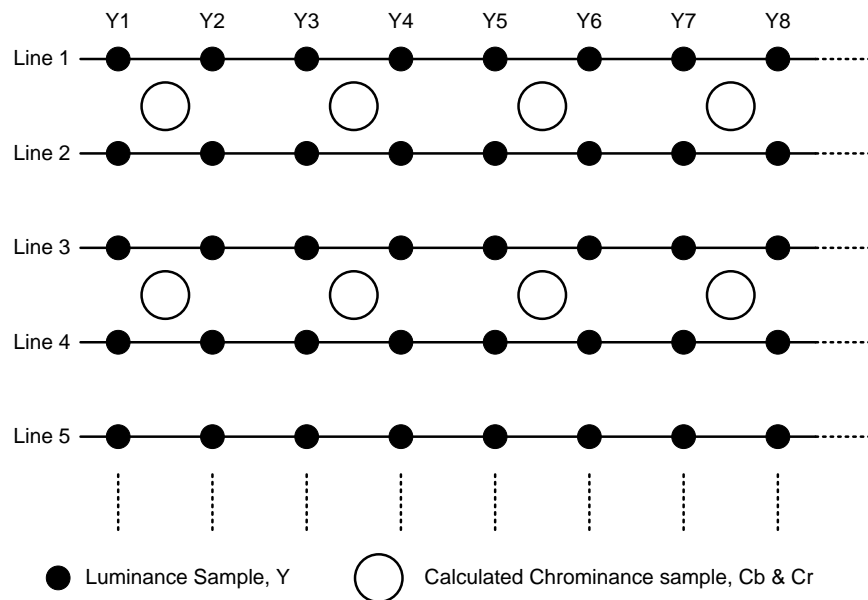 Y1 Y2 Y3 Y4 Y5 Y6 Y7 Y8
Line 1
Line 2
Line 3
Line 4
Line 5
Luminance Sample, Y
Calculated Chrominance sample, Cb & Cr